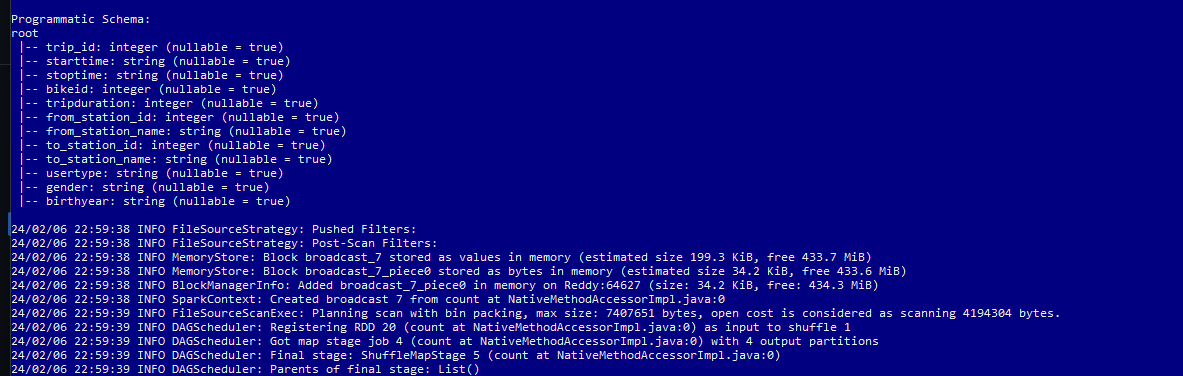 Programmatic Schema:
root
 |-- trip_id: integer (nullable = true)
 |-- starttime: string (nullable = true)
 |-- stoptime: string (nullable = true)
 |-- bikeid: integer (nullable = true)
 |-- tripduration: integer (nullable = true)
 |-- from_station_id: integer (nullable = true)
 |-- from_station_name: string (nullable = true)
 |-- to_station_id: integer (nullable = true)
 |-- to_station_name: string (nullable = true)
 |-- usertype: string (nullable = true)
 |-- gender: string (nullable = true)
 |-- birthyear: string (nullable = true)
24/02/06 22:59:38 INFO FileSourceStrategy: Pushed Filters:
24/02/06 22:59:38 INFO FileSourceStrategy: Post-Scan Filters:
24/02/06 22:59:38 INFO MemoryStore: Block broadcast_7 stored as values in memory (estimated size 199.3 KiB, free 433.7 MiB)
24/02/06 22:59:38 INFO MemoryStore: Block broadcast_7_piece0 stored as bytes in memory (estimated size 34.2 KiB, free 433.6 MiB)
24/02/06 22:59:38 INFO BlockManagerInfo: Added broadcast_7_piece0 in memory on Reddy:64627 (size: 34.2 KiB, free: 434.3 MiB)
24/02/06 22:59:38 INFO SparkContext: Created broadcast 7 from count at NativeMethodAccessorImpl.java:0
24/02/06 22:59:39 INFO FileSourceScanExec: Planning scan with bin packing, max size: 7407651 bytes, open cost is considered as scanning 4194304 bytes.
24/02/06 22:59:39 INFO DAGScheduler: Registering RDD 20 (count at NativeMethodAccessorImpl.java:0) as input to shuffle 1
24/02/06 22:59:39 INFO DAGScheduler: Got map stage job 4 (count at NativeMethodAccessorImpl.java:0) with 4 output partitions
24/02/06 22:59:39 INFO DAGScheduler: Final stage: ShuffleMapStage 5 (count at NativeMethodAccessorImpl.java:0)
24/02/06 22:59:39 INFO DAGScheduler: Parents of final stage: List()